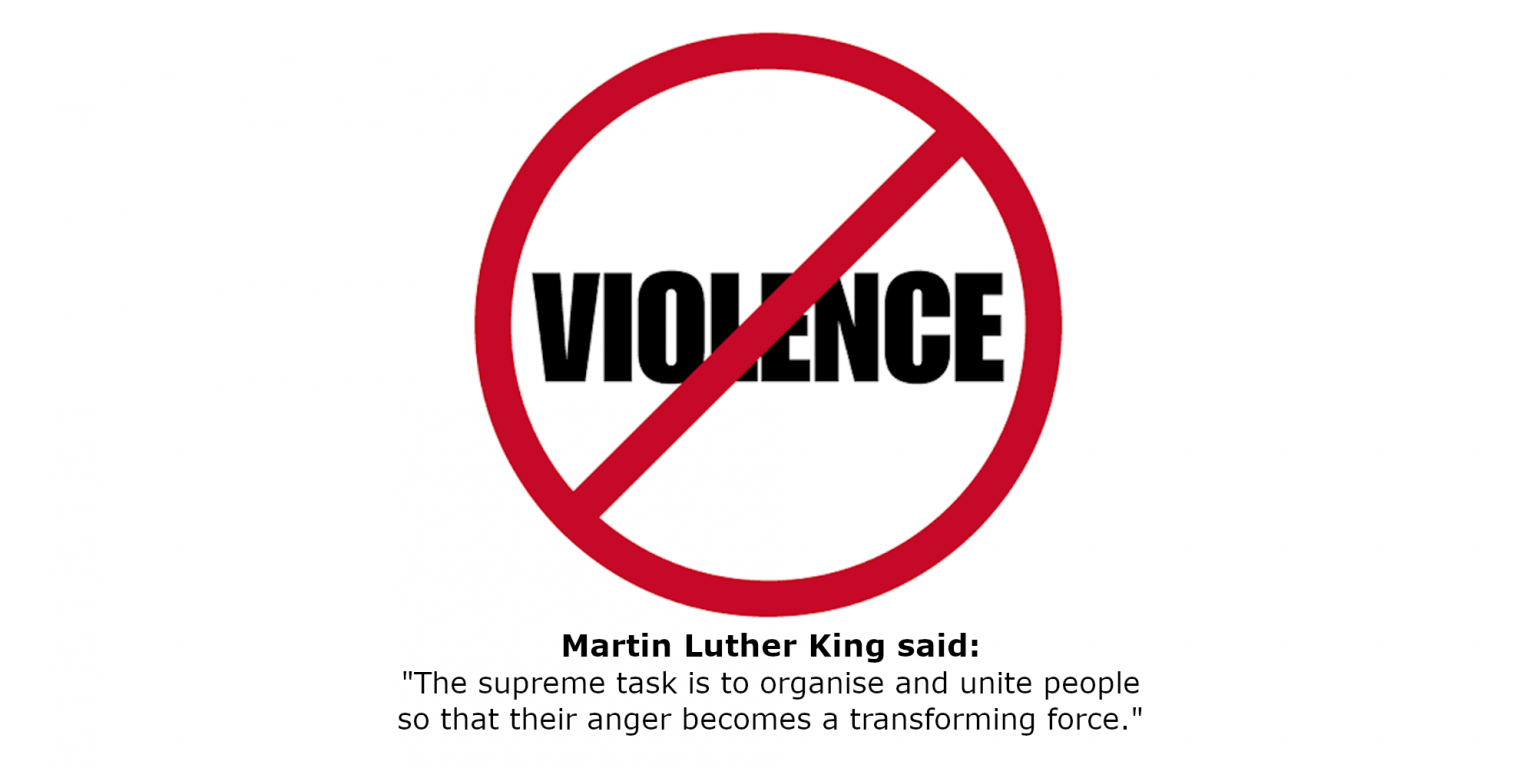 VIOLENCE
Martin Luther King said:
"The supreme task is to organise and unite people
so that their anger becomes a transforming force."